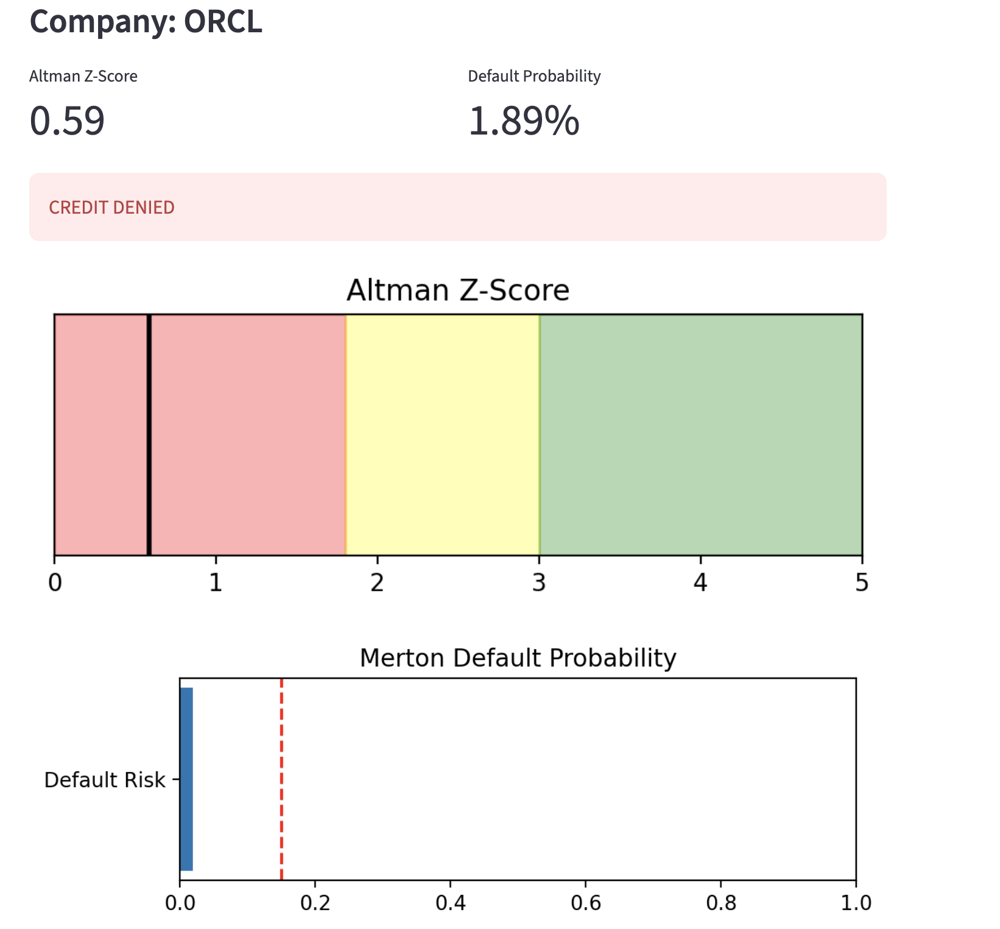 Company: ORCL
Altman Z-Score
Default Probability
0.59
1.89%
CREDIT DENIED
Altman Z-Score
0 1 2 3 4 5
Merton Default Probability
Default Risk
0.0 0.2 0.4 0.6 0.8 1.0